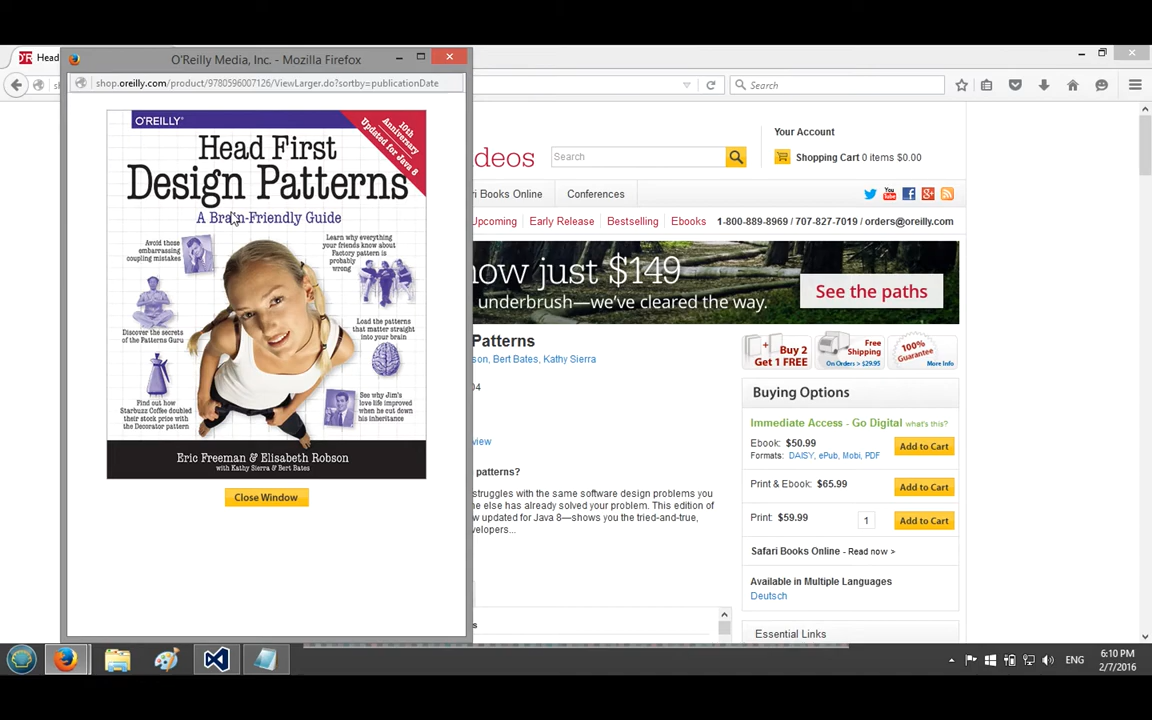 O'Reilly Media, Inc. - Mozilla Firefox
Head
shop.oreilly.com/product/9780596007126/ViewLarger.do?sortby=publicationDate
Search
O'REILLY®
10th
Anniversary
Updated for Java 8
Head First
Design Patterns
A Brain-Friendly Guide
Avoid those
embarrassing
coupling mistakes
Learn why everything
your friends know about
Factory pattern is
probably
wrong
Discover the secrets
of the Patterns Guru
Load the patterns
that matter straight
into your brain
Find out how
Starbuzz Coffee doubled
their stock price with
the Decorator pattern
See why Jim's
love life improved
when he cut down
his inheritance
Eric Freeman & Elisabeth Robson
with Kathy Sierra & Bert Bates
Close Window
deos
Search
Your Account
Shopping Cart 0 items $0.00
ri Books Online
Conferences
You
Tube
Upcoming
Early Release
Bestselling
Ebooks
1-800-889-8969 / 707-827-7019 / orders@oreilly.com
now just $149
underbrush—we've cleared the way.
See the paths
Patterns
son, Bert Bates, Kathy Sierra
04
view
patterns?
struggles with the same software design problems you
e else has already solved your problem. This edition of
w updated for Java 8—shows you the tried-and-true,
velopers...
s
Buy 2
Get 1 FREE
Free
Shipping
On Orders > $29.95
100%
Guarantee
More Info
Buying Options
Immediate Access - Go Digital what's this?
Ebook: $50.99
Formats: DAISY, ePub, Mobi, PDF
Add to Cart
Print & Ebook: $65.99
Add to Cart
Print: $59.99
1
Add to Cart
Safari Books Online - Read now >
Available in Multiple Languages
Deutsch
Essential Links
ENG
6:10 PM
2/7/2016